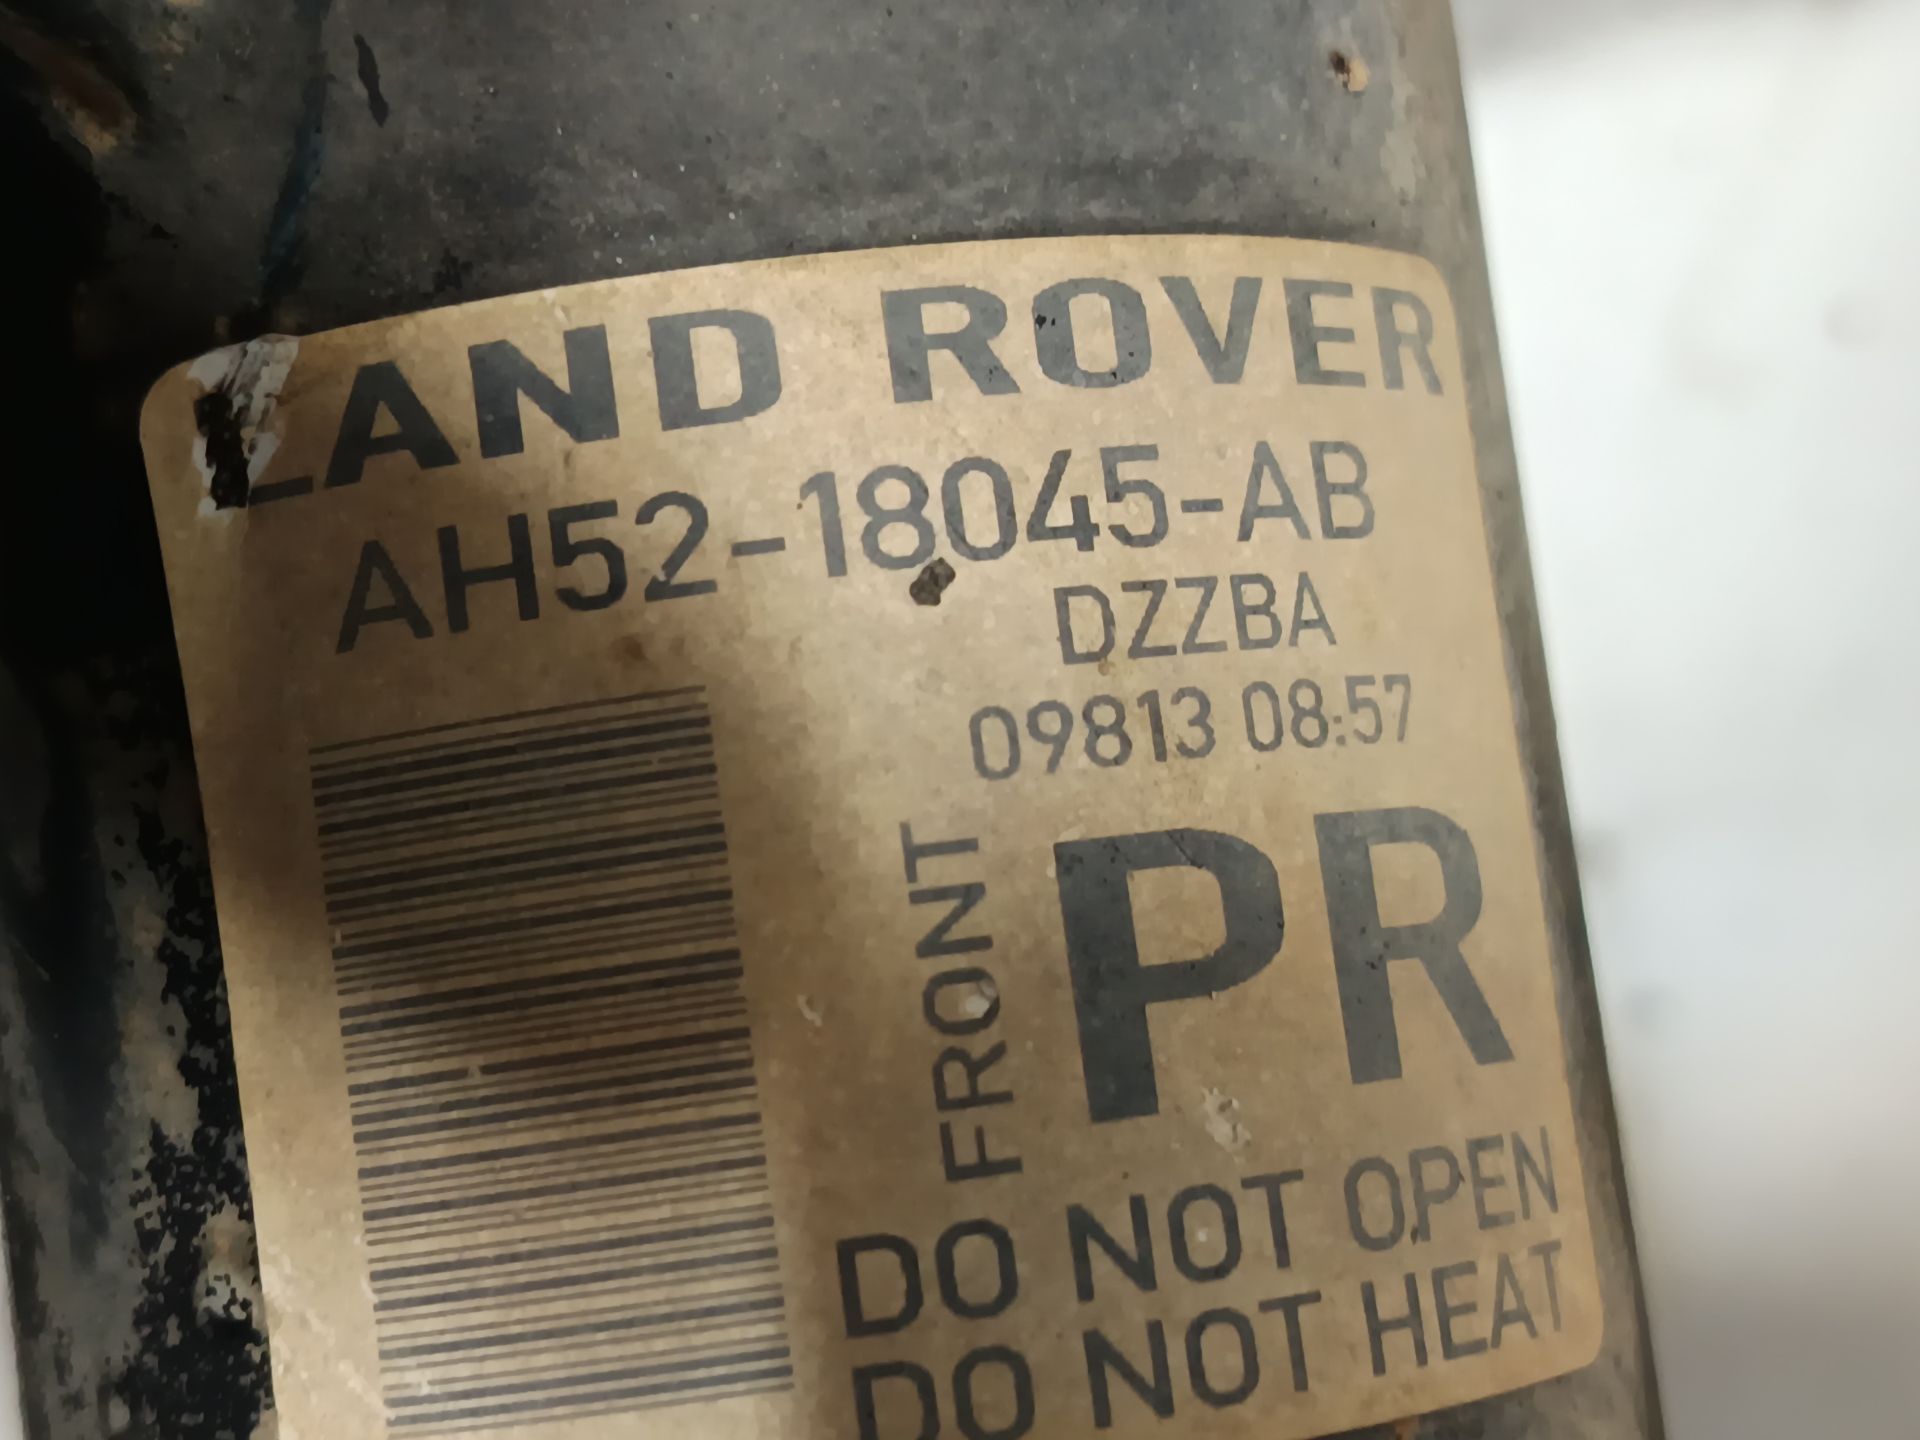 LAND ROVER
AH52-18045-AB
DZZBA
09813 08:57
FRONT
PR
DO NOT OPEN
DO NOT HEAT